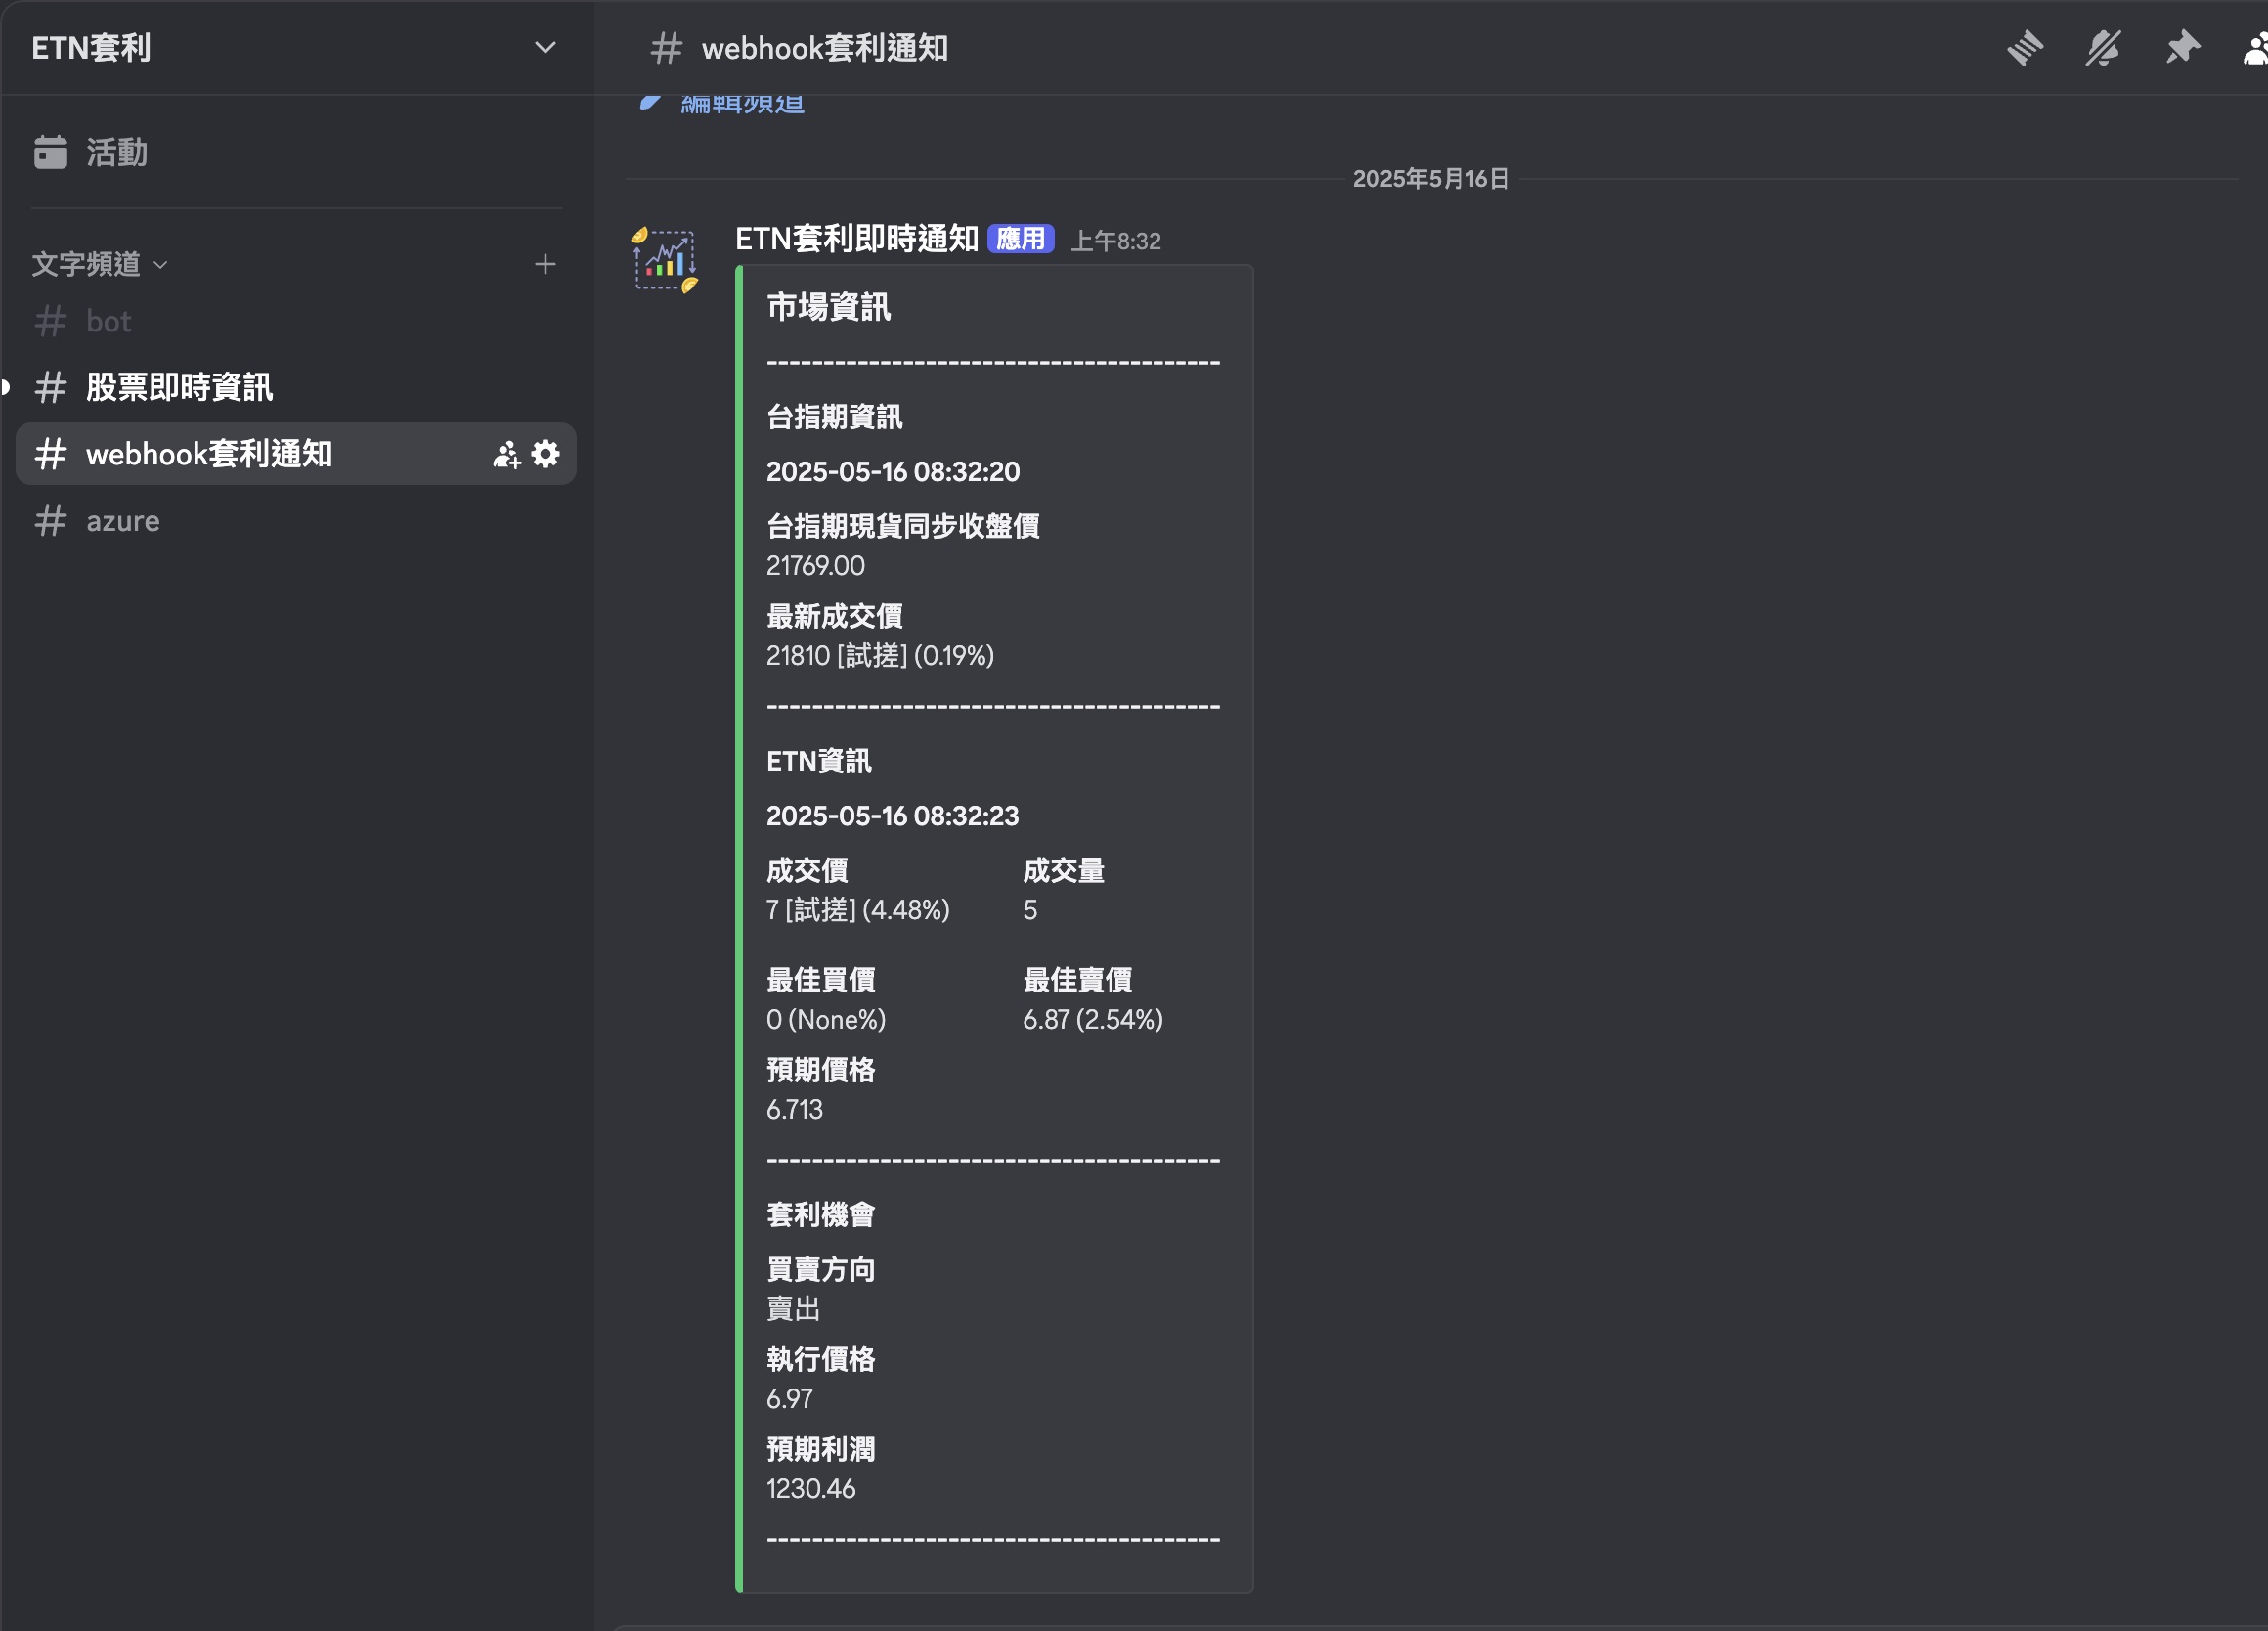 ETN套利
活動
文字頻道
bot
股票即時資訊
webhook套利通知
azure
webhook套利通知
編輯頻道
2025年5月16日
ETN套利即時通知 應用 上午8:32
市場資訊
----------------------------------------
台指期資訊
2025-05-16 08:32:20
台指期現貨同步收盤價
21769.00
最新成交價
21810 [試搓] (0.19%)
----------------------------------------
ETN資訊
2025-05-16 08:32:23
成交價 成交量
7 [試搓] (4.48%) 5
最佳買價 最佳賣價
0 (None%) 6.87 (2.54%)
預期價格
6.713
----------------------------------------
套利機會
買賣方向
賣出
執行價格
6.97
預期利潤
1230.46
----------------------------------------